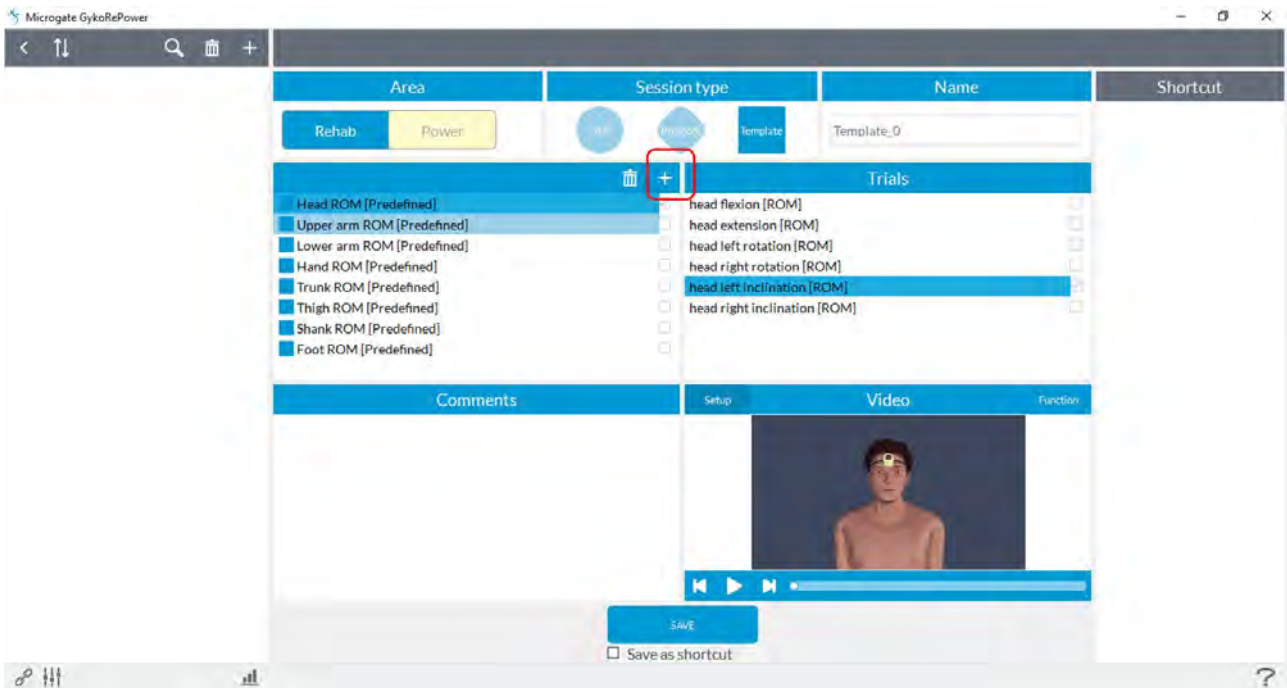 Microgate GykoRePower
Area
Session type
Name
Shortcut
Rehab
Power
Template
Template_0
Trials
Head ROM [Predefined]
Upper arm ROM [Predefined]
Lower arm ROM [Predefined]
Hand ROM [Predefined]
Trunk ROM [Predefined]
Thigh ROM [Predefined]
Shank ROM [Predefined]
Foot ROM [Predefined]
head flexion [ROM]
head extension [ROM]
head left rotation [ROM]
head right rotation [ROM]
head left inclination [ROM]
head right inclination [ROM]
Comments
Setup
Video
Function
SAVE
Save as shortcut
?